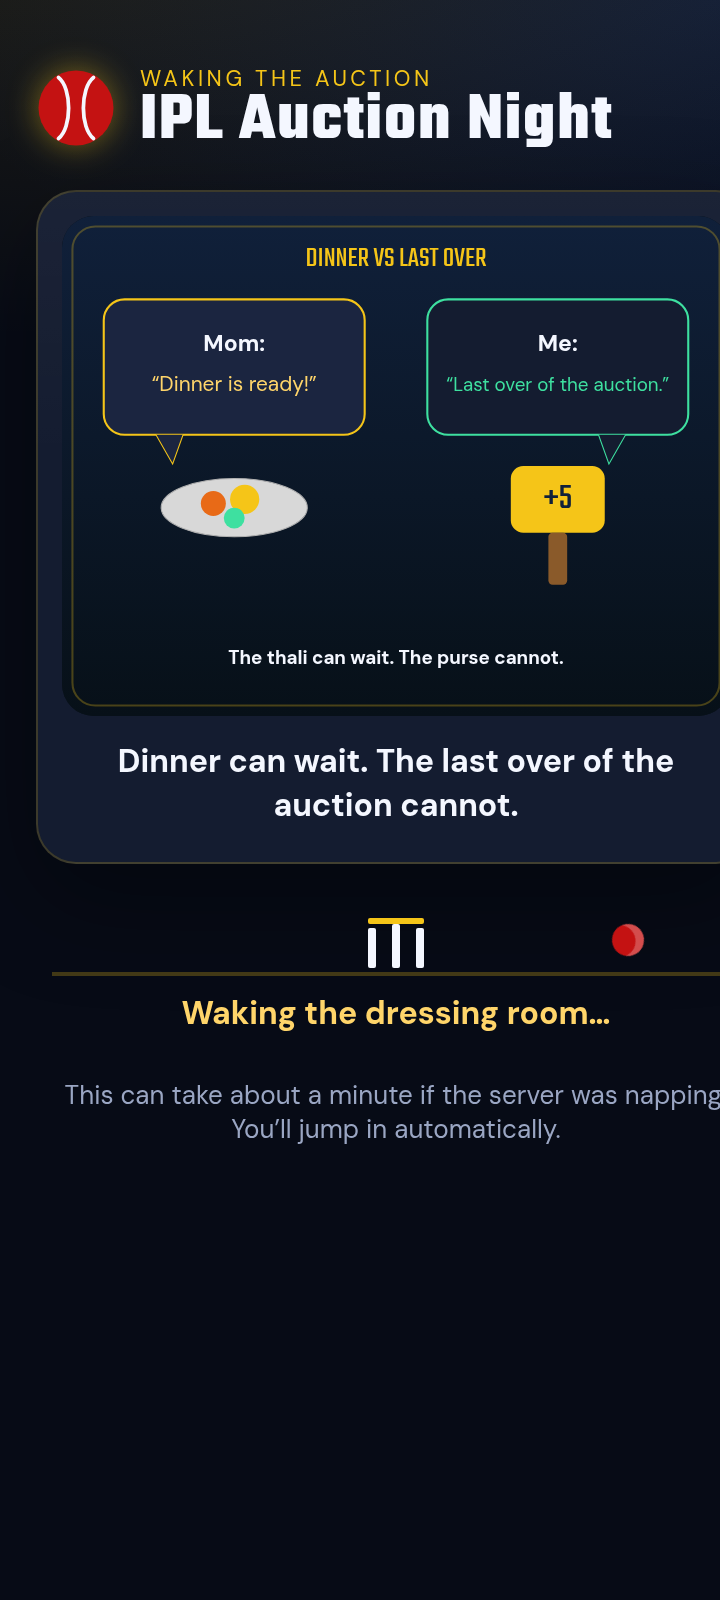 WAKING THE AUCTION
IPL Auction Night
DINNER VS LAST OVER
Mom:
“Dinner is ready!”
Me:
“Last over of the auction.”
+5
The thali can wait. The purse cannot.
Dinner can wait. The last over of the
auction cannot.
Waking the dressing room…
This can take about a minute if the server was napping
You’ll jump in automatically.